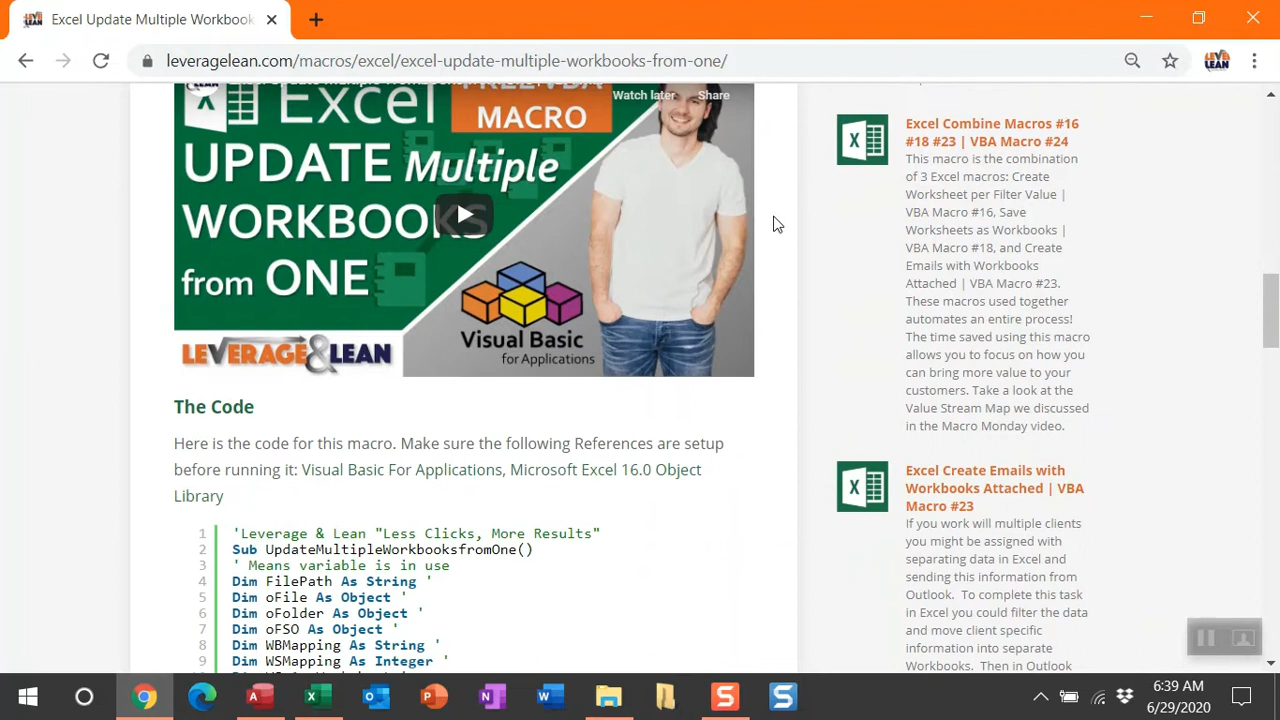 Excel Update Multiple Workbook
leveragelean.com/macros/excel/excel-update-multiple-workbooks-from-one/
LEVE
LEAN
Watch later
Share
Excel
FREE VBA
MACRO
UPDATE Multiple
WORKBOOKS
from ONE
LEVERAGE & LEAN
Visual Basic
for Applications
The Code
Here is the code for this macro. Make sure the following References are setup
before running it: Visual Basic For Applications, Microsoft Excel 16.0 Object
Library
1 'Leverage & Lean "Less Clicks, More Results"
2 Sub UpdateMultipleWorkbooksfromOne()
3 ' Means variable is in use
4 Dim FilePath As String '
5 Dim oFile As Object '
6 Dim oFolder As Object '
7 Dim oFSO As Object '
8 Dim WBMapping As String '
9 Dim WSMapping As Integer '
Excel Combine Macros #16
#18 #23 | VBA Macro #24
This macro is the combination
of 3 Excel macros: Create
Worksheet per Filter Value |
VBA Macro #16, Save
Worksheets as Workbooks |
VBA Macro #18, and Create
Emails with Workbooks
Attached | VBA Macro #23.
These macros used together
automates an entire process!
The time saved using this macro
allows you to focus on how you
can bring more value to your
customers. Take a look at the
Value Stream Map we discussed
in the Macro Monday video.
Excel Create Emails with
Workbooks Attached | VBA
Macro #23
If you work will multiple clients
you might be assigned with
separating data in Excel and
sending this information from
Outlook. To complete this task
in Excel you could filter the data
and move client specific
information into separate
Workbooks. Then in Outlook
6:39 AM
6/29/2020